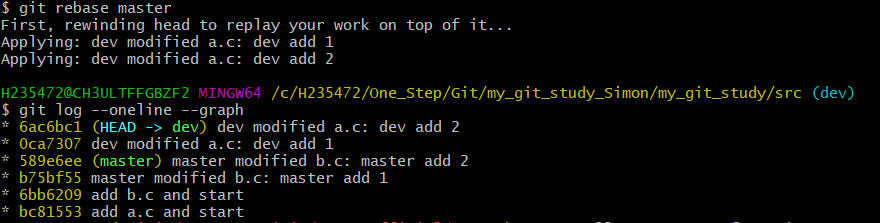 $ git rebase master
First, rewinding head to replay your work on top of it...
Applying: dev modified a.c: dev add 1
Applying: dev modified a.c: dev add 2
H235472@CH3ULTFFGBZF2 MINGW64 /c/H235472/One_Step/Git/my_git_study_Simon/my_git_study/src (dev)
$ git log --oneline --graph
* 6ac6bc1 (HEAD -> dev) dev modified a.c: dev add 2
* 0ca7307 dev modified a.c: dev add 1
* 589e6ee (master) master modified b.c: master add 2
* b75bf55 master modified b.c: master add 1
* 6bb6209 add b.c and start
* bc81553 add a.c and start